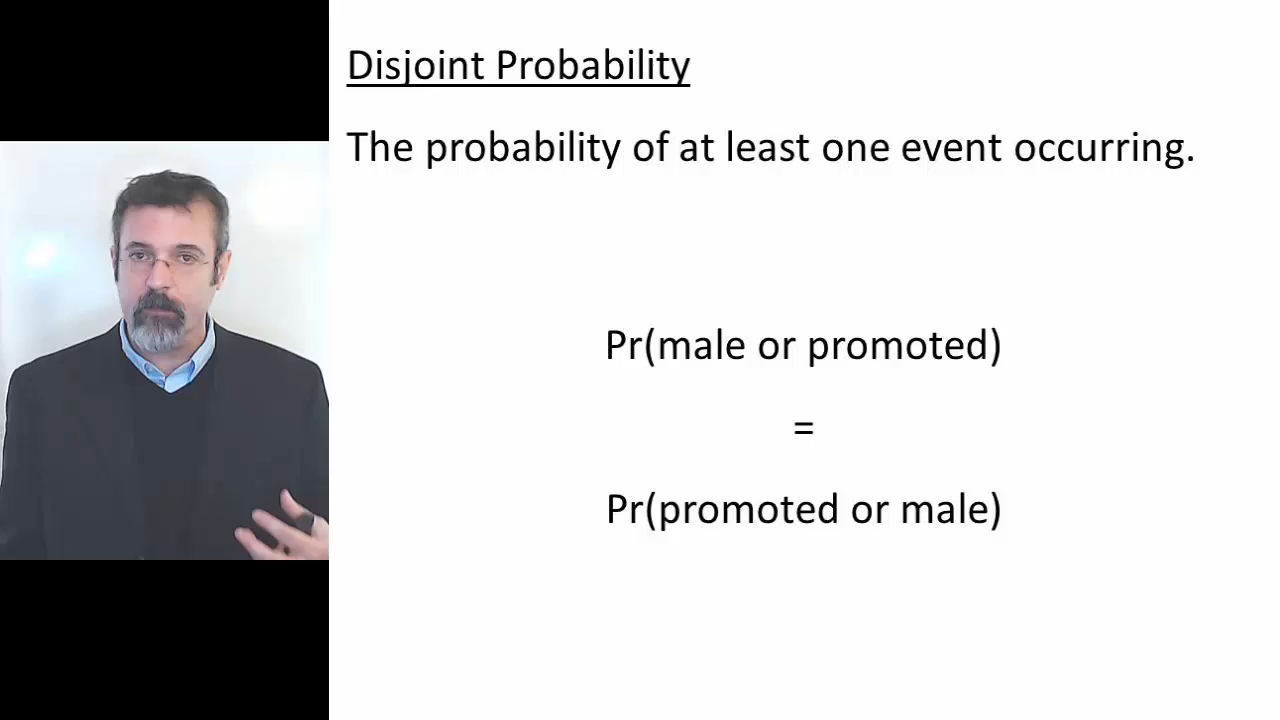 Disjoint Probability
The probability of at least one event occurring.
Pr(male or promoted)
=
Pr(promoted or male)